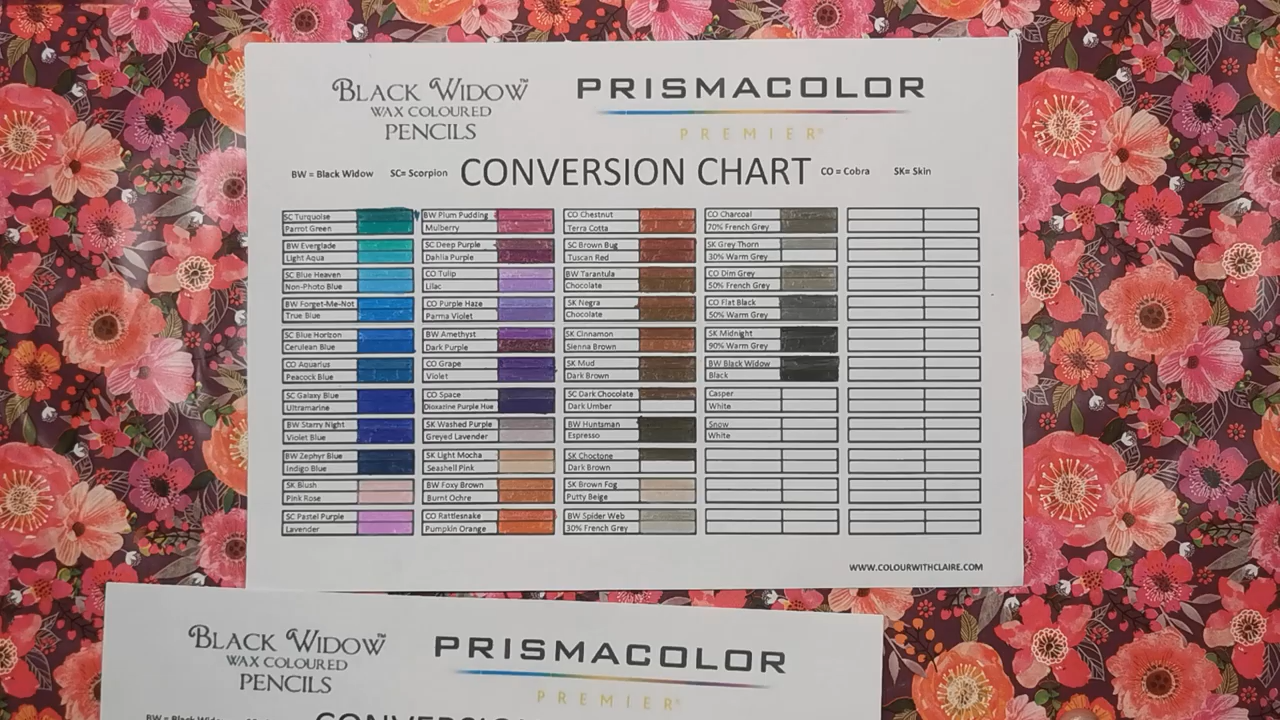 BLACK WIDOW™
WAX COLOURED
PENCILS
PRISMACOLOR
PREMIER®
BW = Black Widow SC= Scorpion CONVERSION CHART CO = Cobra SK= Skin
SC Turquoise
Parrot Green
BW Everglade
Light Aqua
SC Blue Heaven
Non-Photo Blue
BW Forget-Me-Not
True Blue
SC Blue Horizon
Cerulean Blue
CO Aquarius
Peacock Blue
SC Galaxy Blue
Ultramarine
BW Starry Night
Violet Blue
BW Zephyr Blue
Indigo Blue
SK Blush
Pink Rose
SC Pastel Purple
Lavender
BW Plum Pudding
Mulberry
SC Deep Purple
Dahlia Purple
CO Tulip
Lilac
CO Purple Haze
Parma Violet
BW Amethyst
Dark Purple
CO Grape
Violet
CO Space
Dioxazine Purple Hue
SK Washed Purple
Greyed Lavender
SK Light Mocha
Seashell Pink
BW Foxy Brown
Burnt Ochre
CO Rattlesnake
Pumpkin Orange
CO Chestnut
Terra Cotta
SC Brown Bug
Tuscan Red
BW Tarantula
Chocolate
SK Negra
Chocolate
SK Cinnamon
Sienna Brown
SK Mud
Dark Brown
SC Dark Chocolate
Dark Umber
BW Huntsman
Espresso
SK Choctone
Dark Brown
SK Brown Fog
Putty Beige
BW Spider Web
30% French Grey
CO Charcoal
70% French Grey
SK Grey Thorn
30% Warm Grey
CO Dim Grey
50% French Grey
CO Flat Black
50% Warm Grey
SK Midnight
90% Warm Grey
BW Black Widow
Black
Casper
White
Snow
White
WWW.COLOURWITHCLAIRE.COM
BLACK WIDOW™
WAX COLOURED
PENCILS
PRISMACOLOR
PREMIER®